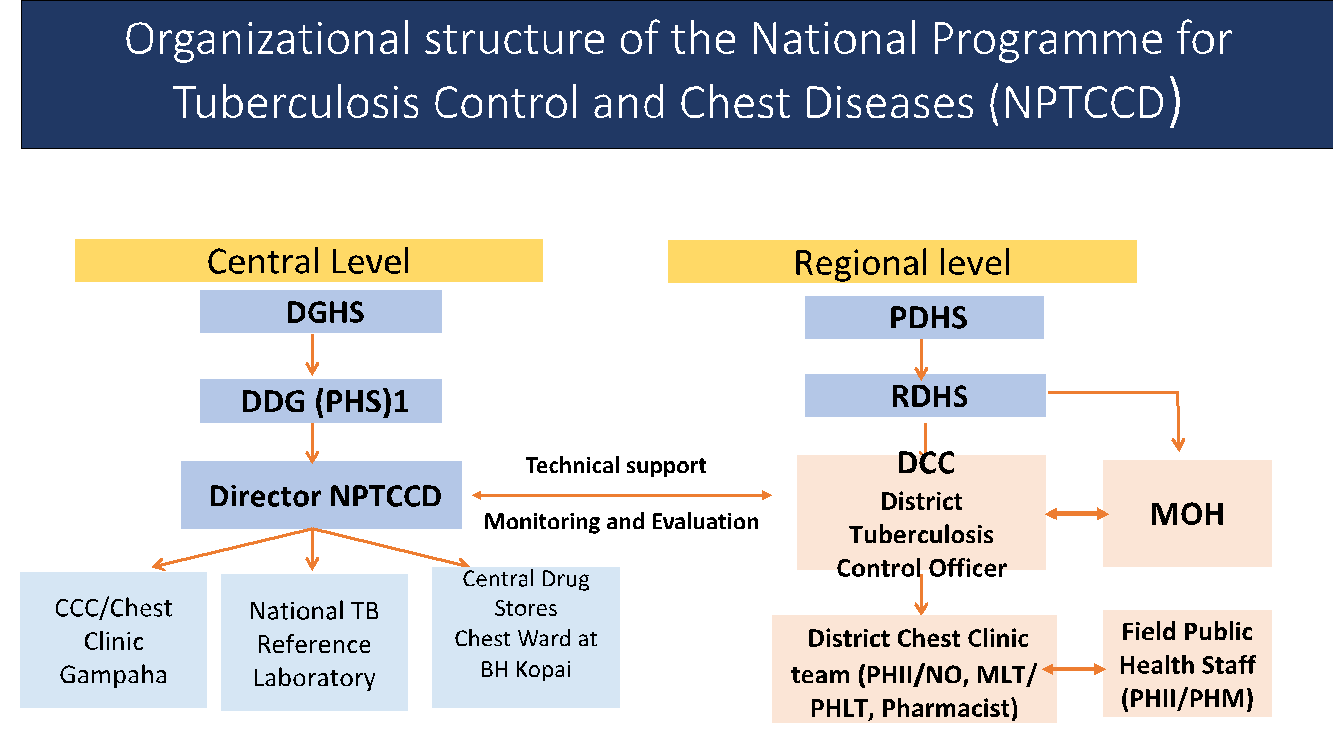 Organizational structure of the National Programme for
Tuberculosis Control and Chest Diseases (NPTCCD)
Central Level
DGHS
DDG (PHS)1
Director NPTCCD
CCC/Chest
Clinic
Gampaha
National TB
Reference
Laboratory
Central Drug
Stores
Chest Ward at
BH Kopai
Technical support
Monitoring and Evaluation
Regional level
PDHS
RDHS
DCC
District
Tuberculosis
Control Officer
MOH
District Chest Clinic
team (PHII/NO, MLT/
PHLT, Pharmacist)
Field Public
Health Staff
(PHII/PHM)